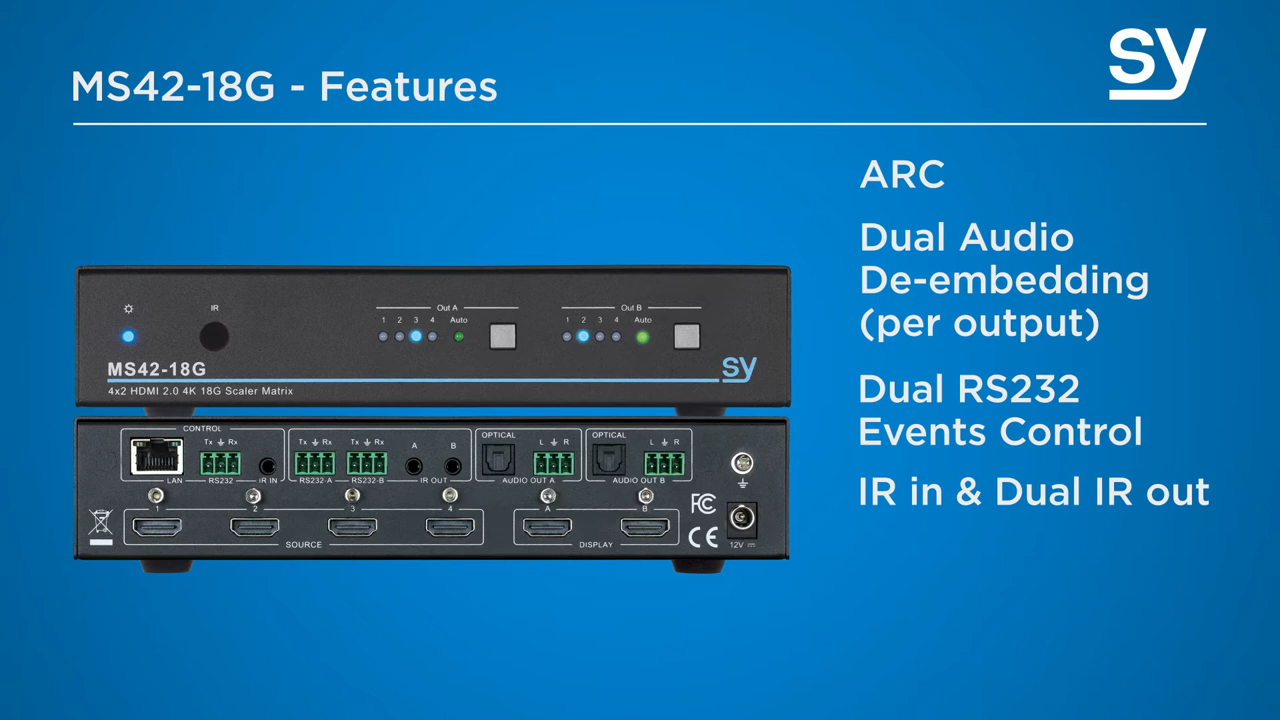 sy
MS42-18G - Features
ARC
Dual Audio
De-embedding
(per output)
Dual RS232
Events Control
IR in & Dual IR out
IR
Out A
1 2 3 4 Auto
Out B
1 2 3 4 Auto
MS42-18G
sy
4x2 HDMI 2.0 4K 18G Scaler Matrix
CONTROL
Tx Rx
LAN RS232 IR IN
Tx Rx Tx Rx A B
RS232-A RS232-B IR OUT
OPTICAL L R
AUDIO OUT A
OPTICAL L R
AUDIO OUT B
1 2 3 4
SOURCE
A B
DISPLAY
FC
CE
12V